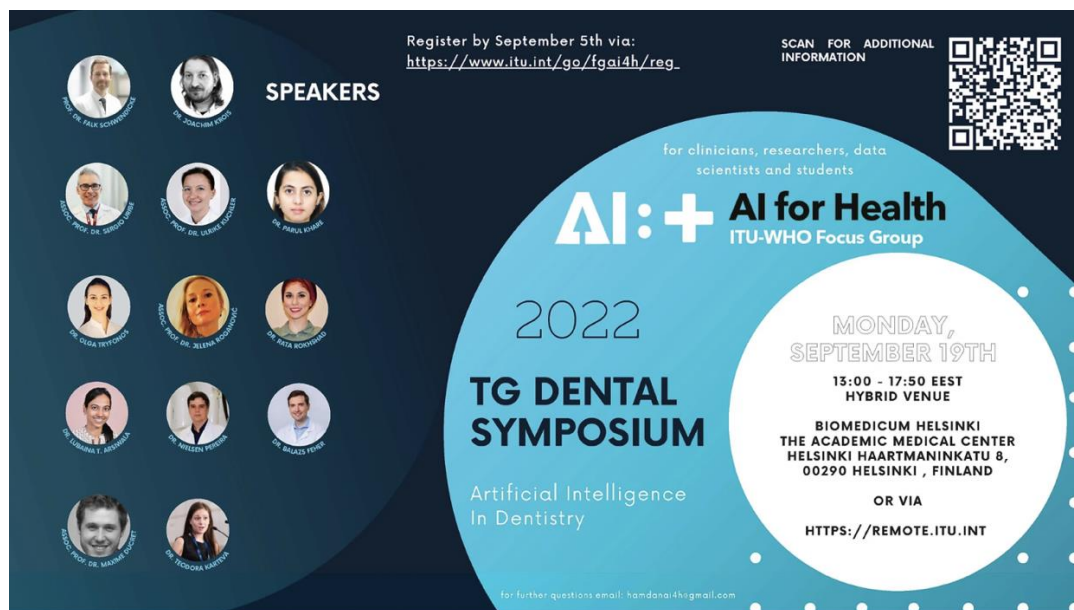 Register by September 5th via:
https://www.itu.int/go/fgai4h/reg
SCAN FOR ADDITIONAL
INFORMATION
SPEAKERS
PROF. DR. FALK SCHWENDICKE
DR. JOACHIM KROIS
ASSOC. PROF. DR. SERGIO URIBE
ASSOC. PROF. DR. ULRIKE KUCHLER
DR. PARUL KHARE
DR. OLGA TRYFONOS
ASSOC. PROF. DR. JELENA ROGANOVIĆ
DR. RATA ROKHSHAD
DR. LUBAINA T. ARSIWALA
DR. NIELSEN PEREIRA
DR. BALAZS FEHER
ASSOC. PROF. DR. MAXIME DUCRET
DR. TEODORA KARTEVA
for clinicians, researchers, data
scientists and students
AI:+ AI for Health
ITU-WHO Focus Group
2022
TG DENTAL
SYMPOSIUM
Artificial Intelligence
In Dentistry
MONDAY,
SEPTEMBER 19TH
13:00 - 17:50 EEST
HYBRID VENUE
BIOMEDICUM HELSINKI
THE ACADEMIC MEDICAL CENTER
HELSINKI HAARTMANINKATU 8,
00290 HELSINKI , FINLAND
OR VIA
HTTPS://REMOTE.ITU.INT
for further questions email: hamdanai4h@gmail.com